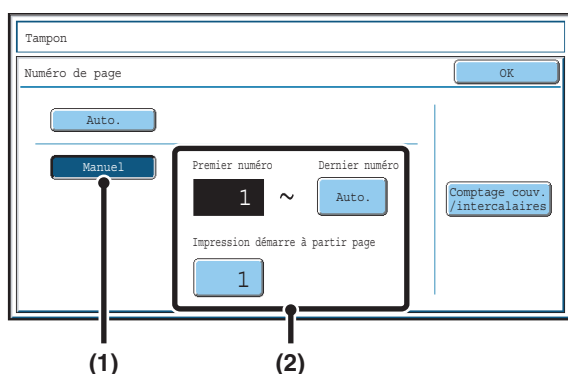 Tampon
Numéro de page
OK
Auto.
Manuel
Premier numéro
Dernier numéro
1
~
Auto.
Impression démarre à partir page
1
Comptage couv.
/intercalaires
(1)
(2)